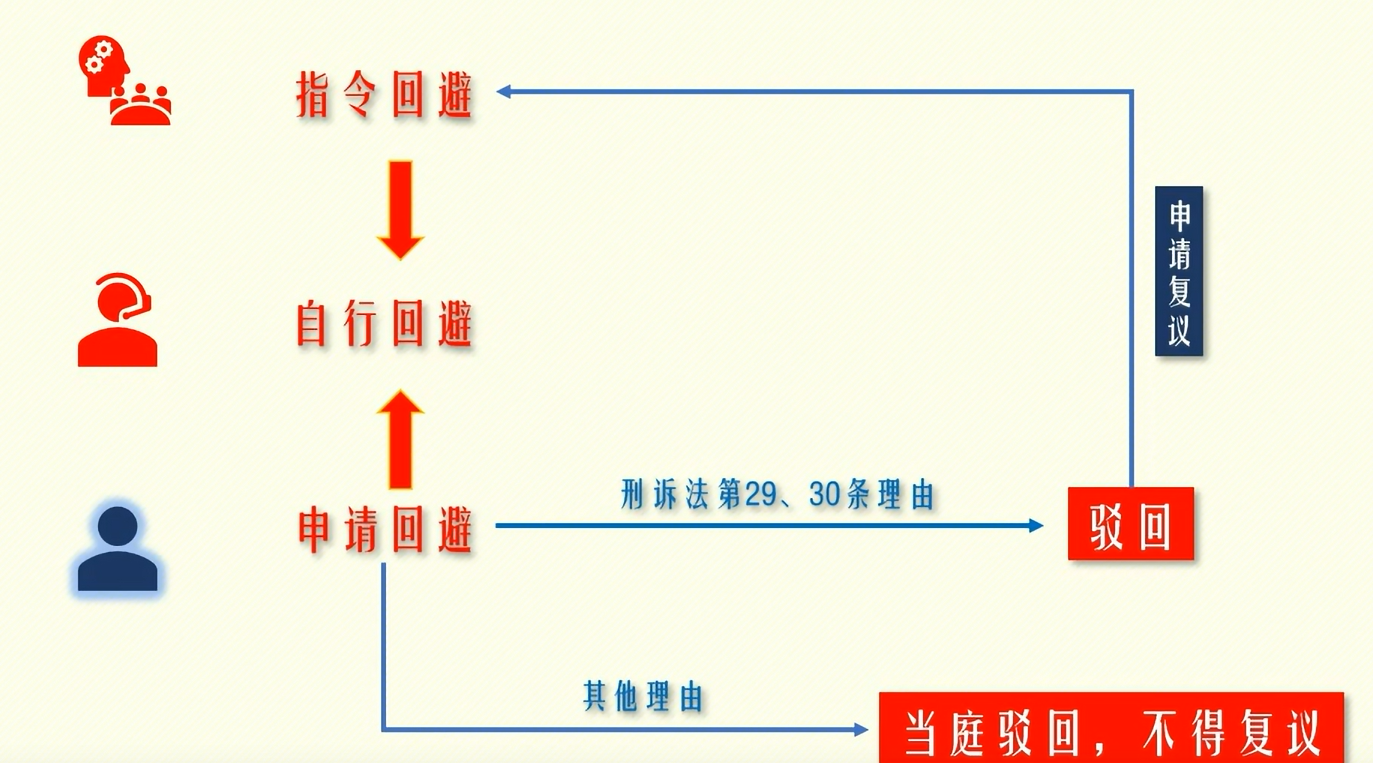 指令回避
申请复议
自行回避
刑诉法第29、30条理由
申请回避
驳回
其他理由
当庭驳回，不得复议